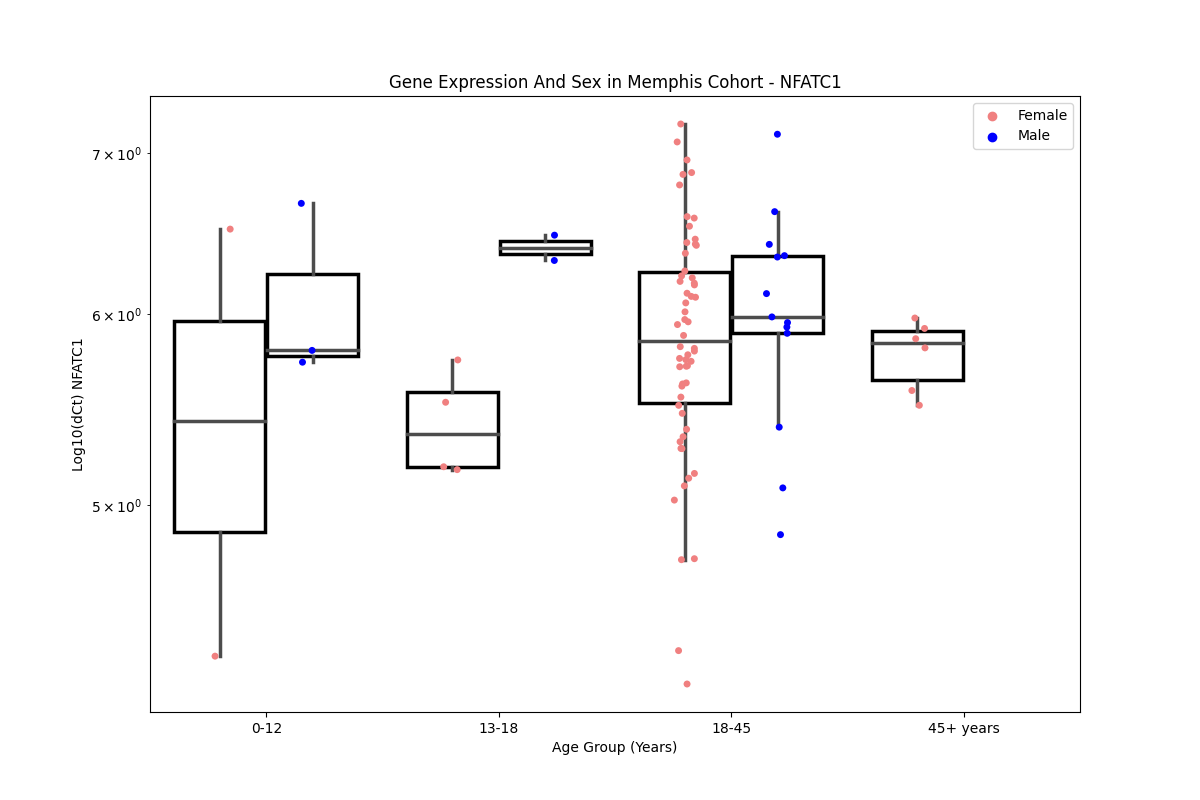 Gene Expression And Sex in Memphis Cohort - NFATC1
Female
Male
7 × 10⁰
6 × 10⁰
5 × 10⁰
Log10(dCt) NFATC1
0-12
13-18
18-45
45+ years
Age Group (Years)